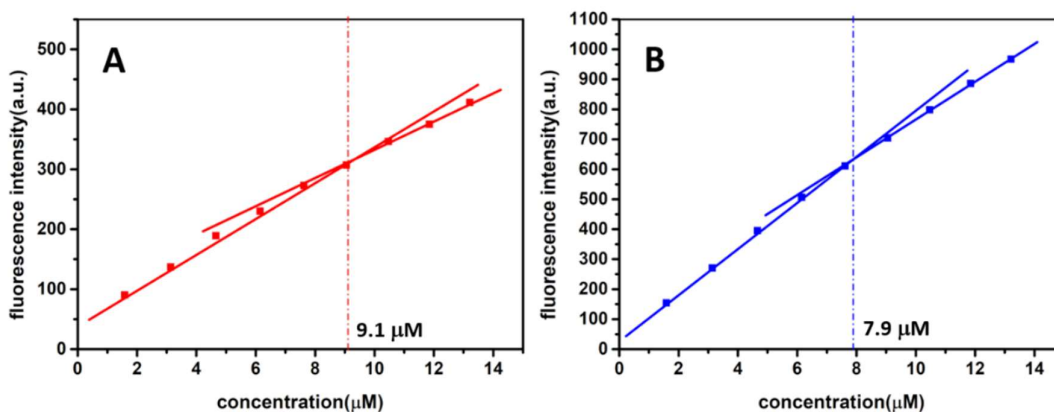 A
fluorescence intensity(a.u.)
500
400
300
200
100
0
9.1 μM
0 2 4 6 8 10 12 14
concentration(μM)
B
fluorescence intensity(a.u.)
1100
1000
900
800
700
600
500
400
300
200
100
0
7.9 μM
0 2 4 6 8 10 12 14
concentration(μM)